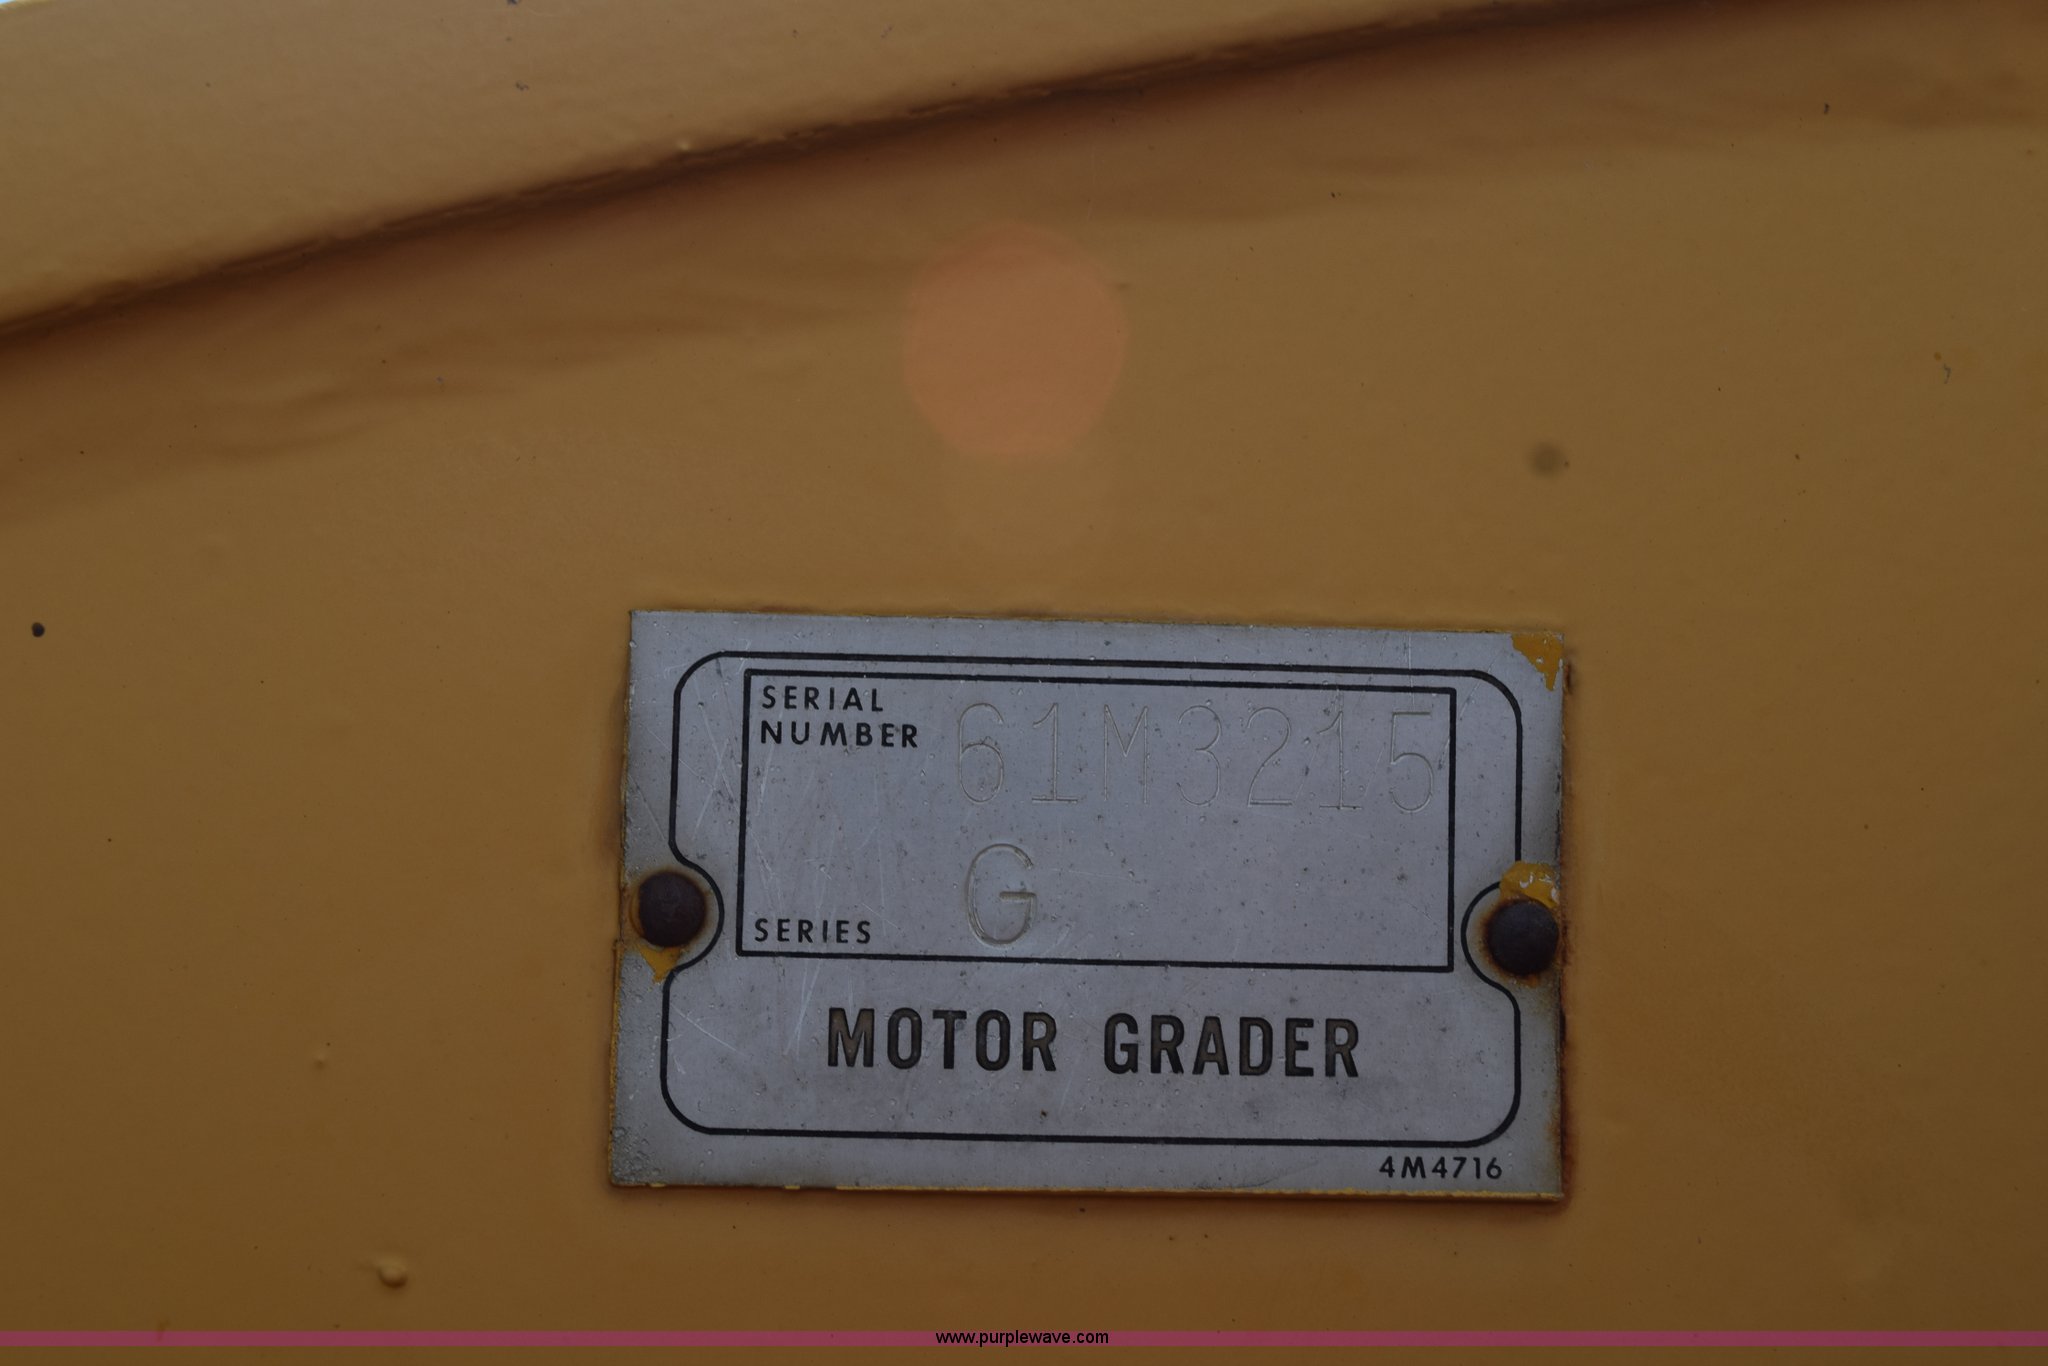 SERIAL
NUMBER 61M3215
SERIES G
MOTOR GRADER
4M4716
www.purplewave.com